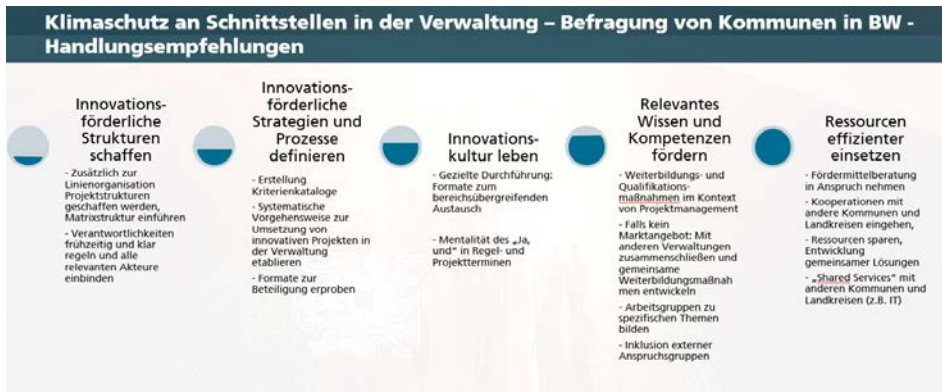 Klimaschutz an Schnittstellen in der Verwaltung – Befragung von Kommunen in BW -
Handlungsempfehlungen
Innovations-
förderliche
Strukturen
schaffen
- Zusätzlich zur
Linienorganisation
Projektstrukturen
geschaffen werden,
Matrixstruktur einführen
- Verantwortlichkeiten
frühzeitig und klar
regeln und alle
relevanten Akteure
einbinden
Innovations-
förderliche
Strategien und
Prozesse
definieren
- Erstellung
Kriterienkataloge
- Systematische
Vorgehensweise zur
Umsetzung von
innovativen Projekten in
der Verwaltung
etablieren
- Formate zur
Beteiligung erproben
Innovations-
kultur leben
- Gezielte Durchführung:
Formate zum
bereichsübergreifenden
Austausch
- Mentalität des „Ja,
und“ in Regel- und
Projektterminen
Relevantes
Wissen und
Kompetenzen
fördern
- Weiterbildungs- und
Qualifikations-
maßnahmen im Kontext
von Projektmanagement
- Falls kein
Marktangebot: Mit
anderen Verwaltungen
zusammenschließen und
gemeinsame
Weiterbildungsmaßnah
men entwickeln
- Arbeitsgruppen zu
spezifischen Themen
bilden
- Inklusion externer
Anspruchsgruppen
Ressourcen
effizienter
einsetzen
- Fördermittelberatung
in Anspruch nehmen
- Kooperationen mit
andere Kommunen und
Landkreisen eingehen,
- Ressourcen sparen,
Entwicklung
gemeinsamer Lösungen
- „Shared Services“ mit
anderen Kommunen und
Landkreisen (z.B. IT)